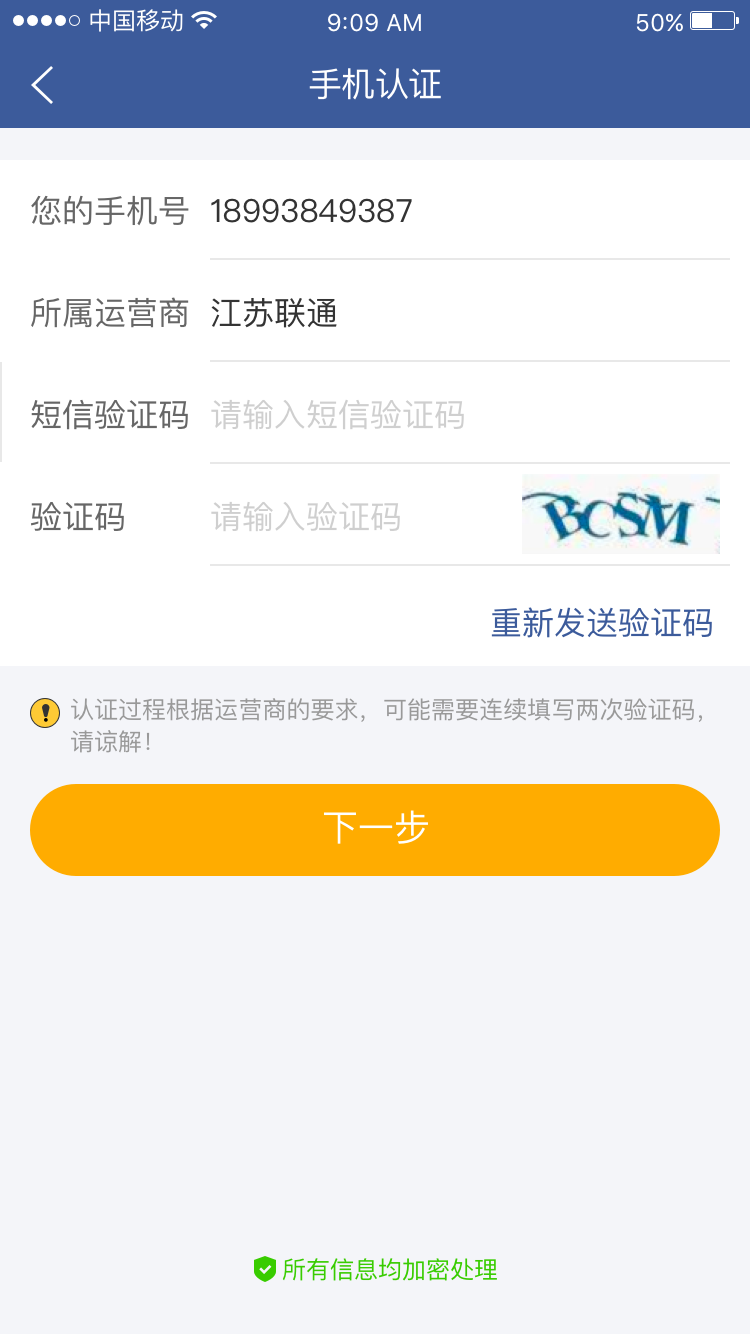 中国移动 9:09 AM 50%
手机认证
您的手机号 18993849387
所属运营商 江苏联通
短信验证码 请输入短信验证码
验证码 请输入验证码 BCSM
重新发送验证码
认证过程根据运营商的要求，可能需要连续填写两次验证码，
请谅解！
下一步
所有信息均加密处理